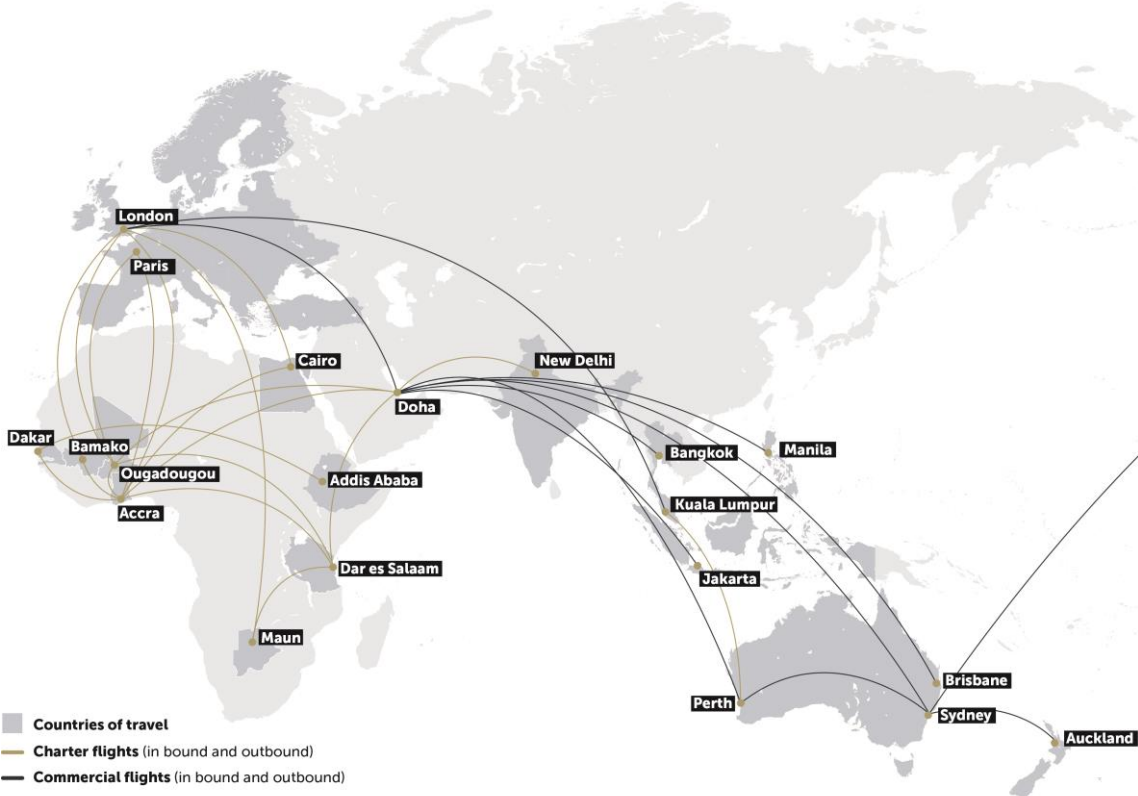 London
Paris
Cairo
New Delhi
Doha
Dakar
Bamako
Ougadougou
Accra
Addis Ababa
Dar es Salaam
Maun
Bangkok
Manila
Kuala Lumpur
Jakarta
Brisbane
Perth
Sydney
Auckland
Countries of travel
Charter flights (in bound and outbound)
Commercial flights (in bound and outbound)